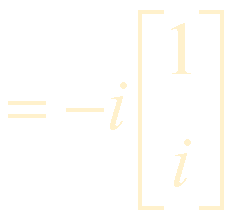 = -i [ 1
i ]